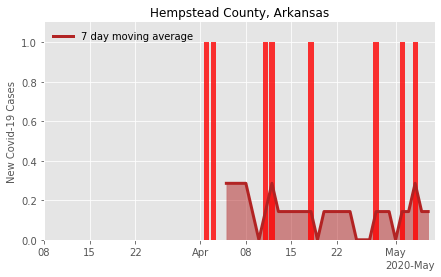 Hempstead County, Arkansas
7 day moving average
New Covid-19 Cases
1.0
0.8
0.6
0.4
0.2
0.0
08 15 22 Apr 08 15 22 May
2020-May